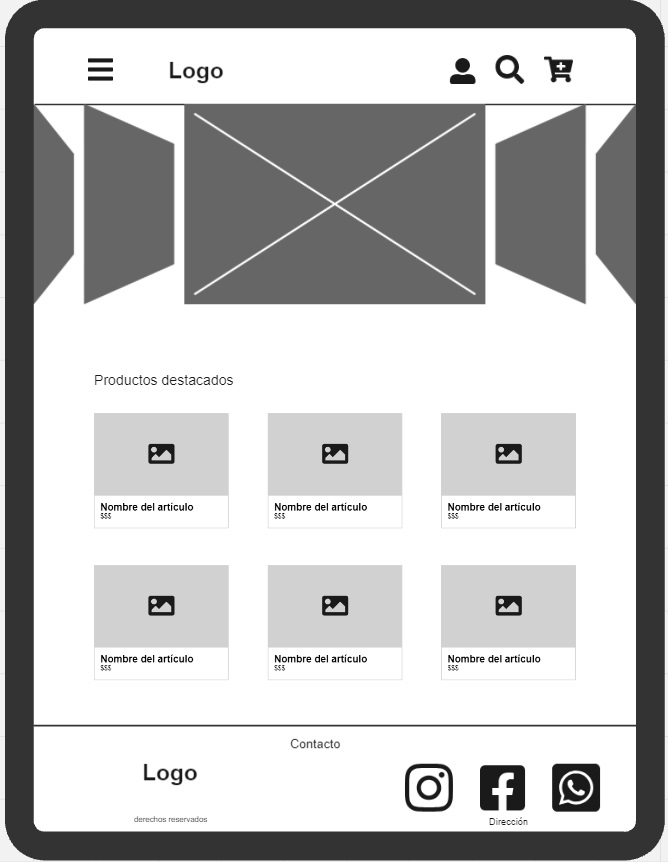 Logo
Productos destacados
Nombre del artículo
$$$
Nombre del artículo
$$$
Nombre del artículo
$$$
Nombre del artículo
$$$
Nombre del artículo
$$$
Nombre del artículo
$$$
Contacto
Logo
derechos reservados
Dirección